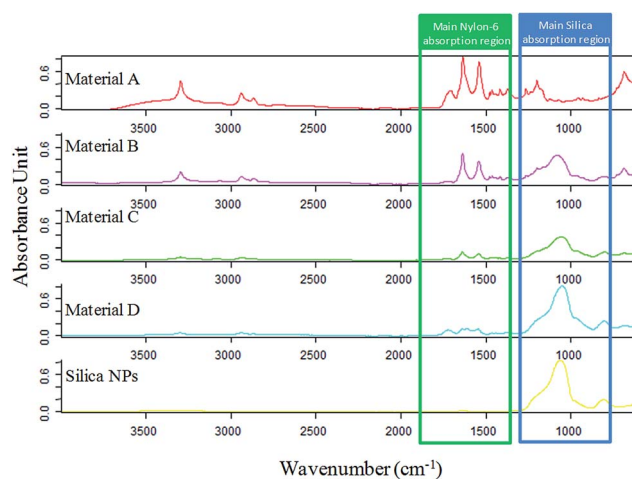 Main Nylon-6
absorption region
Main Silica
absorption region
Absorbance Unit
Material A
0.6
0.0
3500 3000 2500 2000 1500 1000
Material B
0.6
0.0
3500 3000 2500 2000 1500 1000
Material C
0.6
0.0
3500 3000 2500 2000 1500 1000
Material D
0.6
0.0
3500 3000 2500 2000 1500 1000
Silica NPs
0.6
0.0
3500 3000 2500 2000 1500 1000
Wavenumber (cm⁻¹)